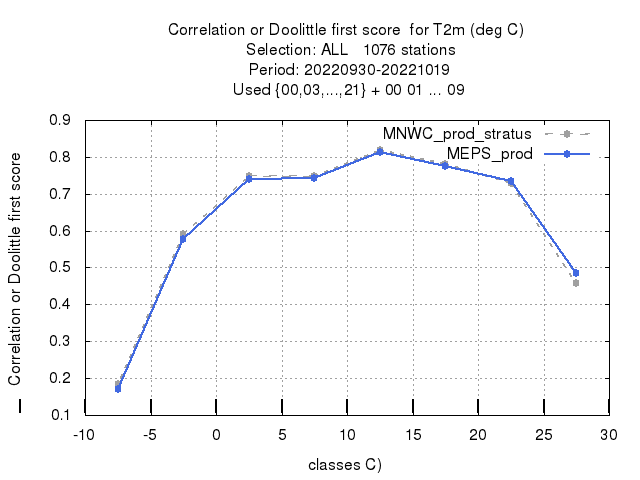 Correlation or Doolittle first score  for T2m (deg C)
Selection: ALL   1076 stations
Period: 20220930-20221019
Used {00,03,...,21} + 00 01 ... 09
MNWC_prod_stratus
MEPS_prod
Correlation or Doolittle first score
0.9
0.8
0.7
0.6
0.5
0.4
0.3
0.2
0.1
-10 -5 0 5 10 15 20 25 30
classes C)